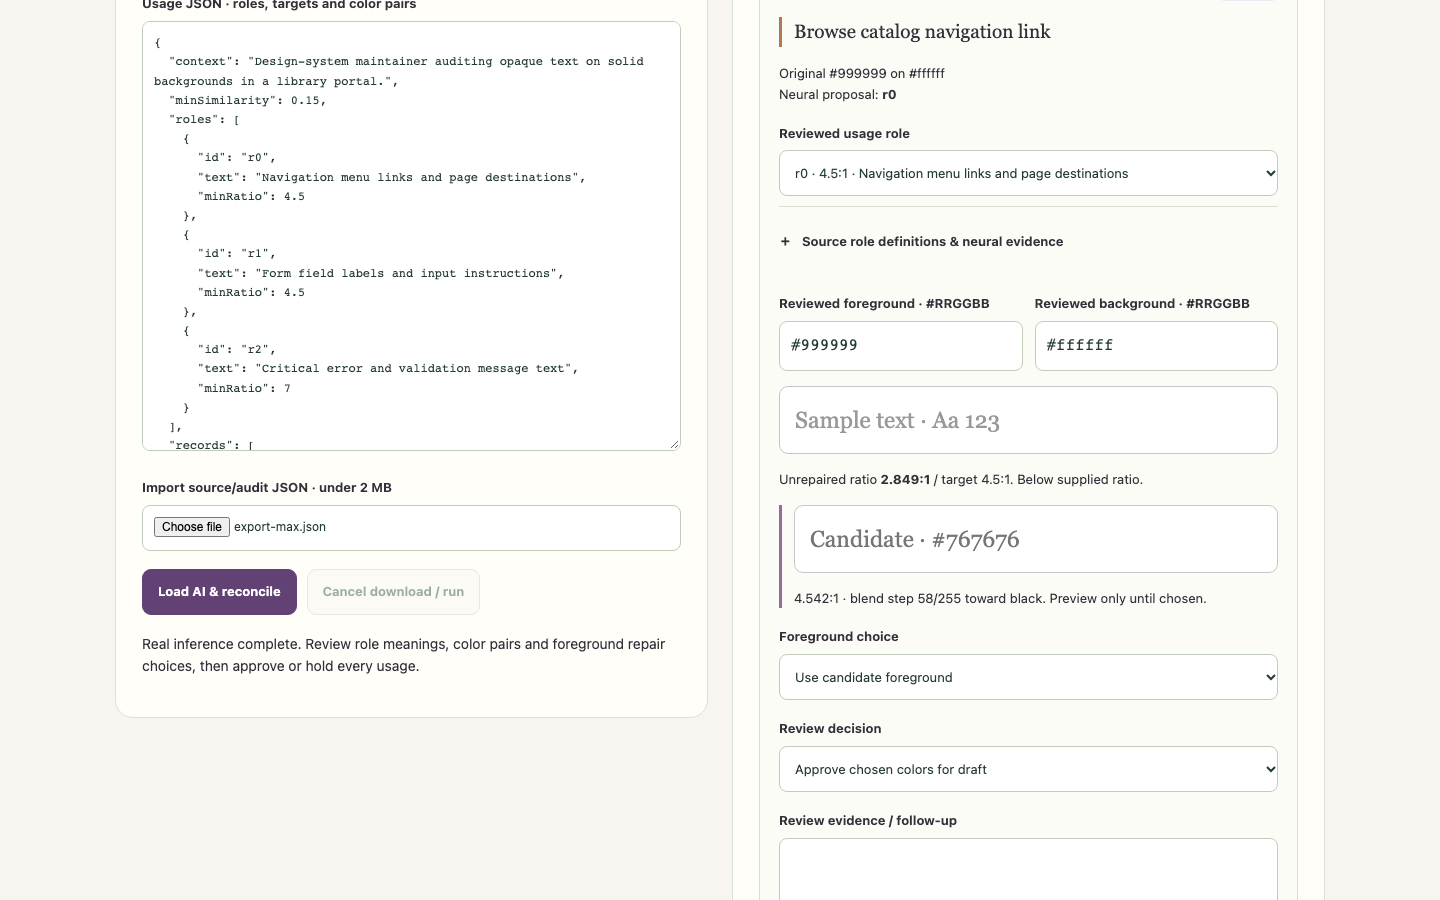 Usage JSON · roles, targets and color pairs
{
"context": "Design-system maintainer auditing opaque text on solid
backgrounds in a library portal.",
"minSimilarity": 0.15,
"roles": [
{
"id": "r0",
"text": "Navigation menu links and page destinations",
"minRatio": 4.5
},
{
"id": "r1",
"text": "Form field labels and input instructions",
"minRatio": 4.5
},
{
"id": "r2",
"text": "Critical error and validation message text",
"minRatio": 7
}
],
"records": [
Import source/audit JSON · under 2 MB
Choose file export-max.json
Load AI & reconcile
Cancel download / run
Real inference complete. Review role meanings, color pairs and foreground repair
choices, then approve or hold every usage.
Browse catalog navigation link
Original #999999 on #ffffff
Neural proposal: r0
Reviewed usage role
r0 · 4.5:1 · Navigation menu links and page destinations
+ Source role definitions & neural evidence
Reviewed foreground · #RRGGBB
Reviewed background · #RRGGBB
#999999
#ffffff
Sample text · Aa 123
Unrepaired ratio 2.849:1 / target 4.5:1. Below supplied ratio.
Candidate · #767676
4.542:1 · blend step 58/255 toward black. Preview only until chosen.
Foreground choice
Use candidate foreground
Review decision
Approve chosen colors for draft
Review evidence / follow-up